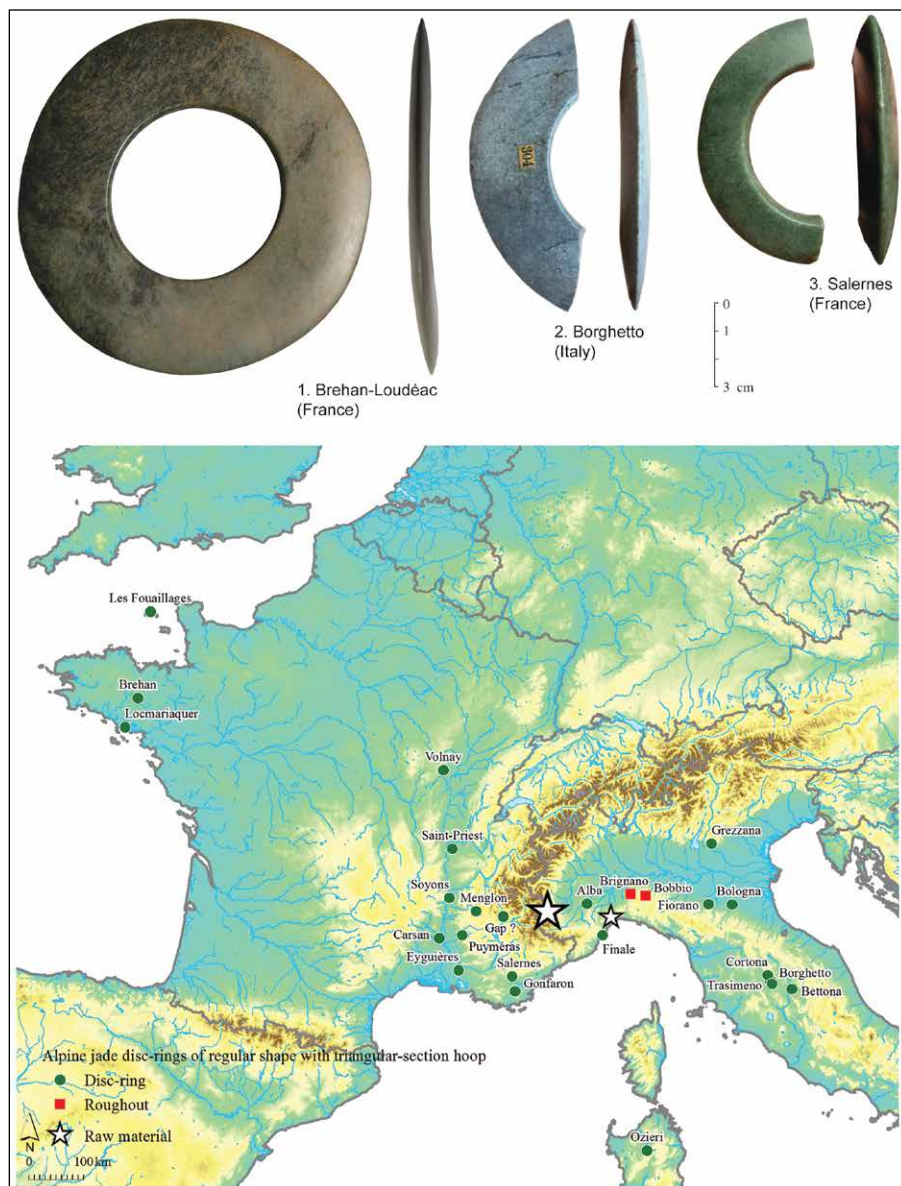 304
1. Brehan-Loudéac
(France)
2. Borghetto
(Italy)
3. Salernes
(France)
0
1
3 cm
Les Fouaillages
Brehan
Locmariaquer
Volnay
Saint-Priest
Grezzana
Soyons
Menglon
Alba
Brignano
Bobbio
Fiorano
Bologna
Gap ?
Carsan
Puyméras
Finale
Eyguières
Salernes
Gonfaron
Cortona
Borghetto
Trasimeno
Bettona
Alpine jade disc-rings of regular shape with triangular-section hoop
Disc-ring
Roughout
Raw material
N
0 100km
Ozieri